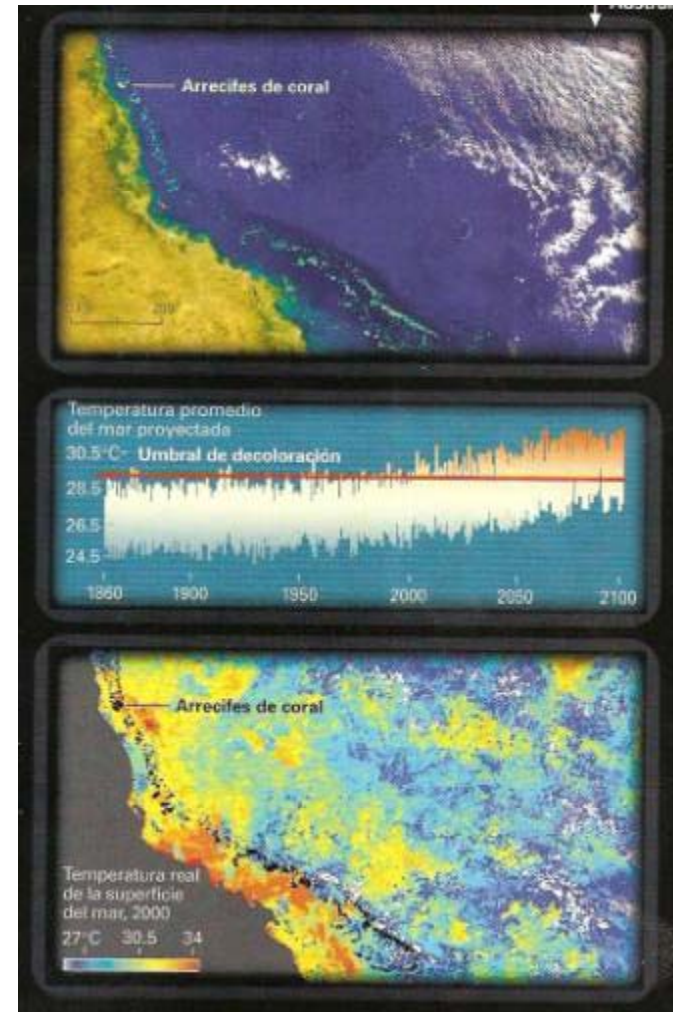 Arrecifes de coral
Temperatura promedio
del mar proyectada
30.5°C Umbral de decoloración
28.5
26.5
24.5
1860 1900 1950 2000 2050 2100
Arrecifes de coral
Temperatura real
de la superficie
del mar, 2000
27°C 30.5 34